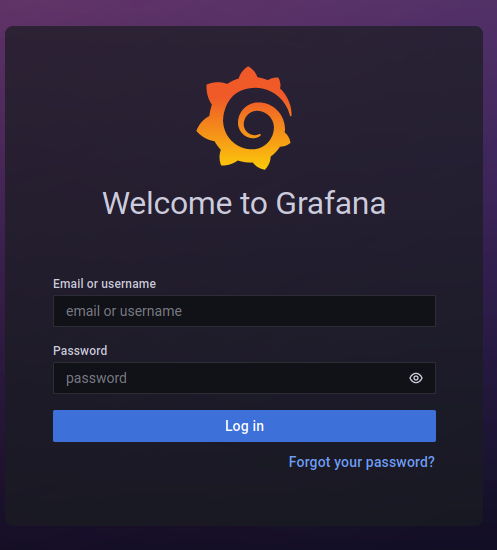 Welcome to Grafana
Email or username
email or username
Password
password
Log in
Forgot your password?